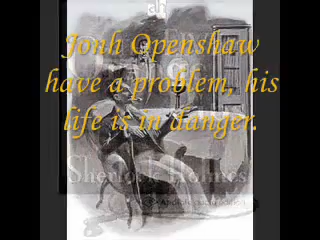 Jonh Openshaw
have a problem, his
life is in danger.
Sherlock Holmes